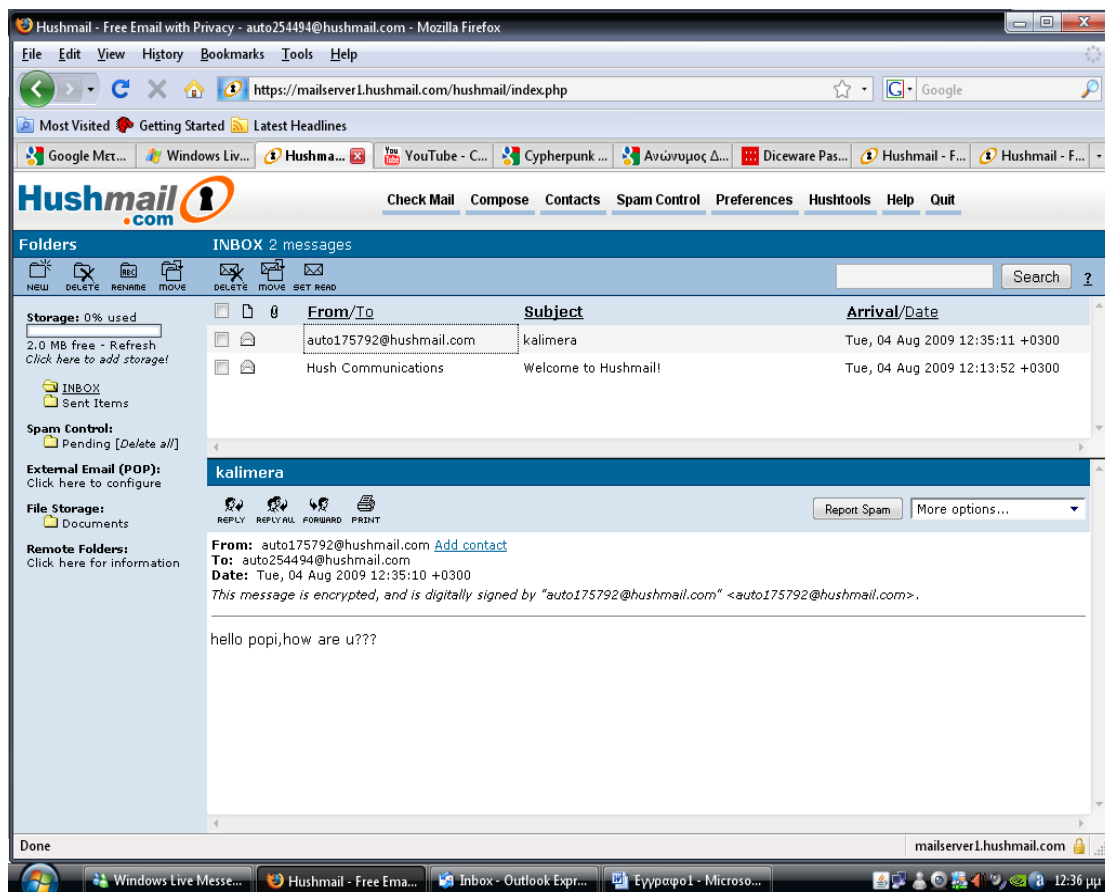 Hushmail - Free Email with Privacy - auto254494@hushmail.com - Mozilla Firefox
File Edit View History Bookmarks Tools Help
https://mailserver1.hushmail.com/hushmail/index.php
G Google
Most Visited Getting Started Latest Headlines
Google Μετ... Windows Liv... Hushma... You Tube YouTube - C... Cypherpunk ... Ανώνυμος Δ... Diceware Pas... Hushmail - F... Hushmail - F...
Hushmail.com
Check Mail Compose Contacts Spam Control Preferences Hushtools Help Quit
Folders
INBOX 2 messages
NEW DELETE RENAME MOVE
DELETE MOVE SET READ
Search ?
Storage: 0% used
2.0 MB free - Refresh
Click here to add storage!
INBOX
Sent Items
Spam Control:
Pending [Delete all]
External Email (POP):
Click here to configure
File Storage:
Documents
Remote Folders:
Click here for information
From/To Subject Arrival/Date
auto175792@hushmail.com kalimera Tue, 04 Aug 2009 12:35:11 +0300
Hush Communications Welcome to Hushmail! Tue, 04 Aug 2009 12:13:52 +0300
kalimera
REPLY REPLY ALL FORWARD PRINT
Report Spam More options...
From: auto175792@hushmail.com Add contact
To: auto254494@hushmail.com
Date: Tue, 04 Aug 2009 12:35:10 +0300
This message is encrypted, and is digitally signed by "auto175792@hushmail.com" <auto175792@hushmail.com>.
hello popi,how are u???
Done
mailserver1.hushmail.com
Windows Live Messe... Hushmail - Free Ema... Inbox - Outlook Expr... Εγγραφο1 - Microso... 12:36 μμ